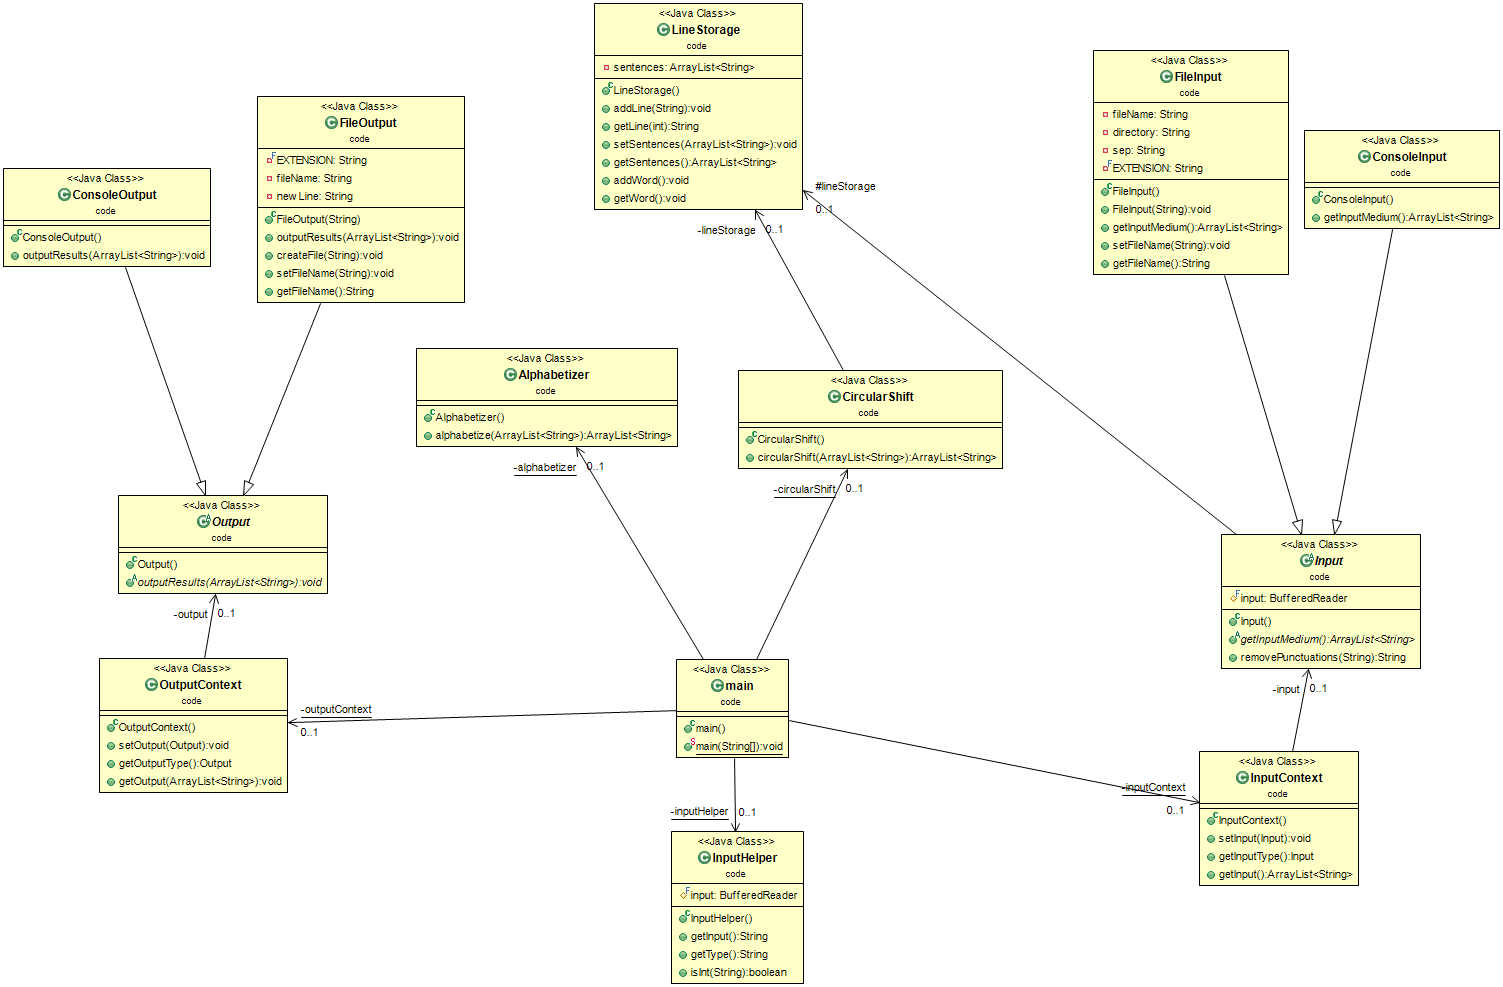 <<Java Class>>
LineStorage
code
sentences: ArrayList<String>
LineStorage()
addLine(String):void
getLine(int):String
setSentences(ArrayList<String>):void
getSentences():ArrayList<String>
addWord():void
getWord():void
<<Java Class>>
FileInput
code
fileName: String
directory: String
sep: String
EXTENSION: String
FileInput()
FileInput(String):void
getInputMedium():ArrayList<String>
setFileName(String):void
getFileName():String
<<Java Class>>
FileOutput
code
EXTENSION: String
fileName: String
newLine: String
FileOutput(String)
outputResults(ArrayList<String>):void
createFile(String):void
setFileName(String):void
getFileName():String
<<Java Class>>
ConsoleInput
code
ConsoleInput()
getInputMedium():ArrayList<String>
<<Java Class>>
ConsoleOutput
code
ConsoleOutput()
outputResults(ArrayList<String>):void
#lineStorage
0..1
-lineStorage
0..1
<<Java Class>>
Alphabetizer
code
Alphabetizer()
alphabetize(ArrayList<String>):ArrayList<String>
<<Java Class>>
CircularShift
code
CircularShift()
circularShift(ArrayList<String>):ArrayList<String>
-alphabetizer
0..1
-circularShift
0..1
<<Java Class>>
Output
code
Output()
outputResults(ArrayList<String>):void
<<Java Class>>
Input
code
input: BufferedReader
Input()
getInputMedium():ArrayList<String>
removePunctuations(String):String
-output
0..1
<<Java Class>>
OutputContext
code
OutputContext()
setOutput(Output):void
getOutputType():Output
getOutput(ArrayList<String>):void
-outputContext
0..1
<<Java Class>>
main
code
main()
main(String[]):void
-input
0..1
-inputContext
0..1
<<Java Class>>
InputContext
code
InputContext()
setInput(Input):void
getInputType():Input
getInput():ArrayList<String>
-inputHelper
0..1
<<Java Class>>
InputHelper
code
input: BufferedReader
InputHelper()
getInput():String
getType():String
isInt(String):boolean